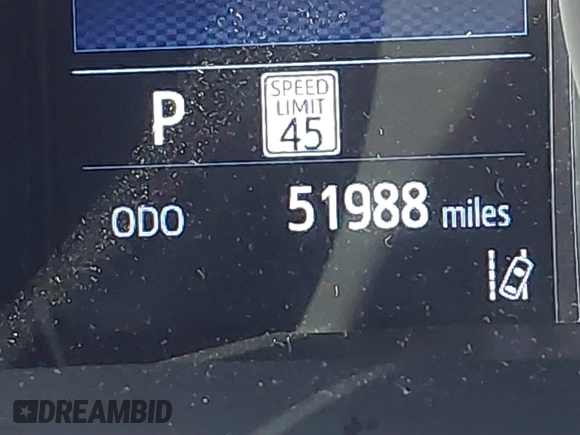 P
SPEED
LIMIT
45
ODO 51988 miles
DREAMBID